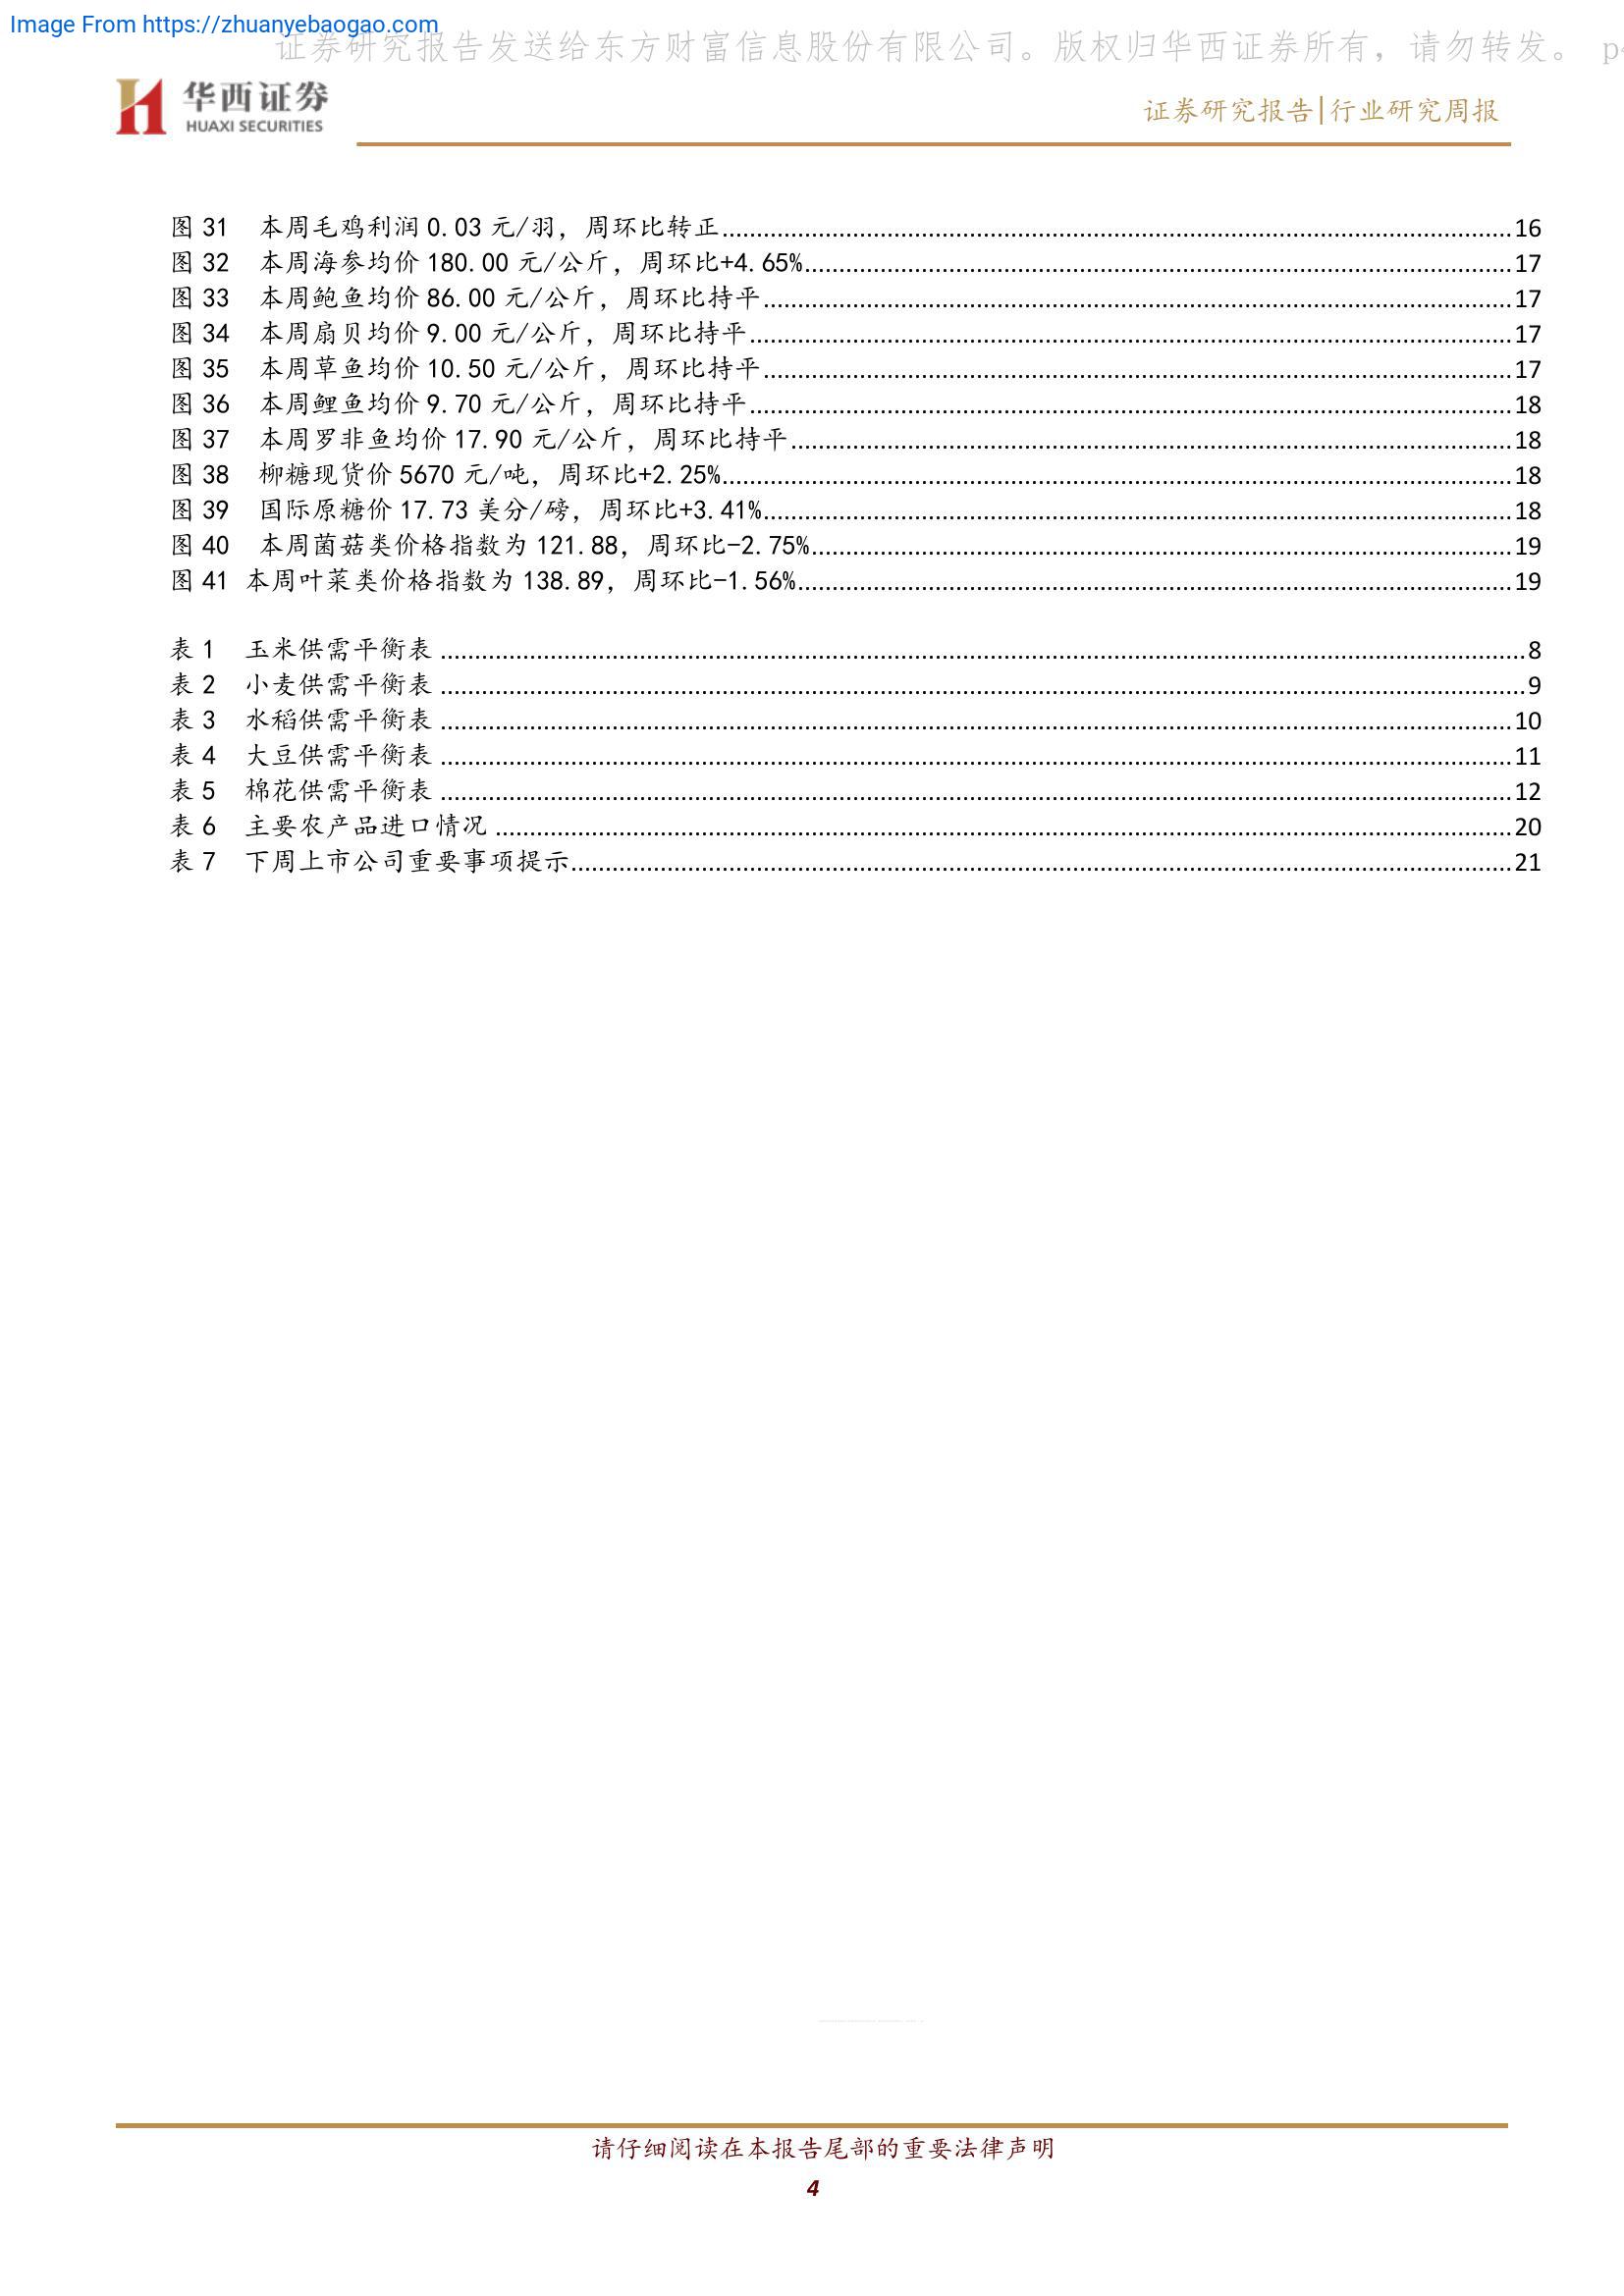 Image From https://zhuanyebaogao.com
证券研究报告发送给东方财富信息股份有限公司。版权归华西证券所有，请勿转发。 p
华西证券
HUAXI SECURITIES
证券研究报告|行业研究周报
图 31 本周毛鸡利润 0.03 元/羽，周环比转正........16
图 32 本周海参均价 180.00 元/公斤，周环比+4.65%........17
图 33 本周鲍鱼均价 86.00 元/公斤，周环比持平........17
图 34 本周扇贝均价 9.00 元/公斤，周环比持平........17
图 35 本周草鱼均价 10.50 元/公斤，周环比持平........17
图 36 本周鲤鱼均价 9.70 元/公斤，周环比持平........18
图 37 本周罗非鱼均价 17.90 元/公斤，周环比持平........18
图 38 柳糖现货价 5670 元/吨，周环比+2.25%........18
图 39 国际原糖价 17.73 美分/磅，周环比+3.41%........18
图 40 本周菌菇类价格指数为 121.88，周环比-2.75%........19
图 41 本周叶菜类价格指数为 138.89，周环比-1.56%........19
表 1 玉米供需平衡表........8
表 2 小麦供需平衡表........9
表 3 水稻供需平衡表........10
表 4 大豆供需平衡表........11
表 5 棉花供需平衡表........12
表 6 主要农产品进口情况........20
表 7 下周上市公司重要事项提示........21
请仔细阅读在本报告尾部的重要法律声明
4